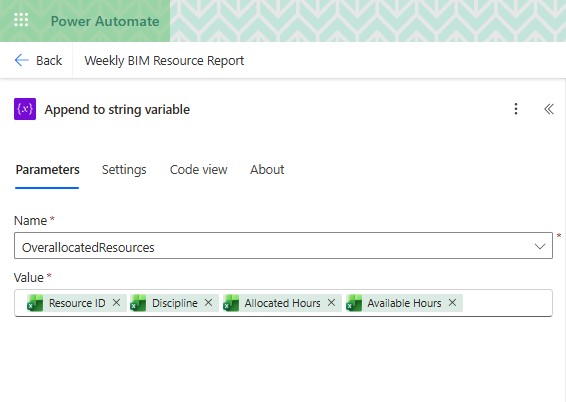 Power Automate
Back Weekly BIM Resource Report
{x} Append to string variable
Parameters Settings Code view About
Name *
OverallocatedResources
*
Value *
Resource ID Discipline Allocated Hours Available Hours